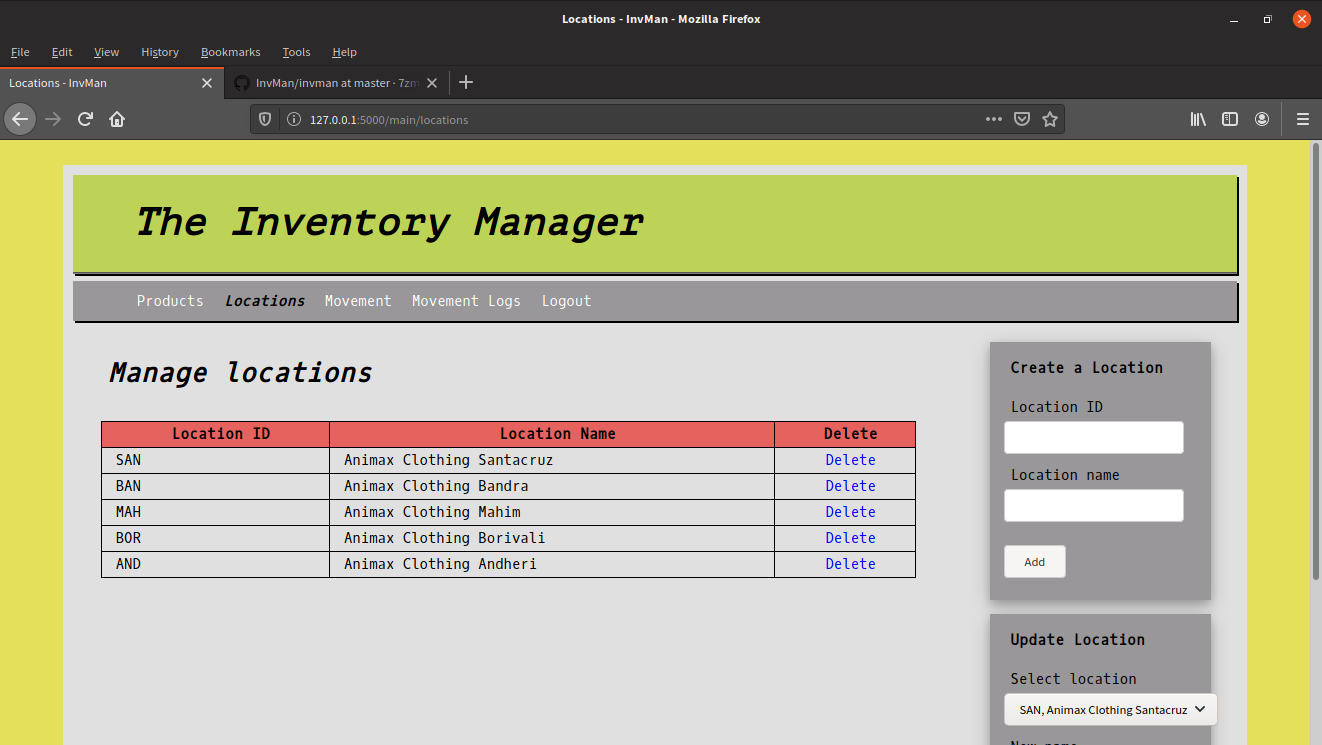 Locations - InvMan - Mozilla Firefox
File Edit View History Bookmarks Tools Help
Locations - InvMan
InvMan/invman at master · 7zm
127.0.0.1:5000/main/locations
The Inventory Manager
Products Locations Movement Movement Logs Logout
Manage locations
Location ID Location Name Delete
SAN Animax Clothing Santacruz Delete
BAN Animax Clothing Bandra Delete
MAH Animax Clothing Mahim Delete
BOR Animax Clothing Borivali Delete
AND Animax Clothing Andheri Delete
Create a Location
Location ID
Location name
Add
Update Location
Select location
SAN, Animax Clothing Santacruz
New name